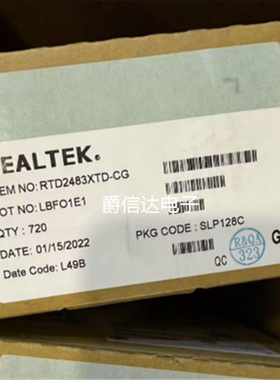 EALTEK.
EM NO: RTD2483XTD-CG
OT NO: LBFO1E1
爵信达电子
QTY : 720
PKG CODE : SLP128C
DATE: 01/15/2022
Date Code: L49B
R&QA
323
QC
G